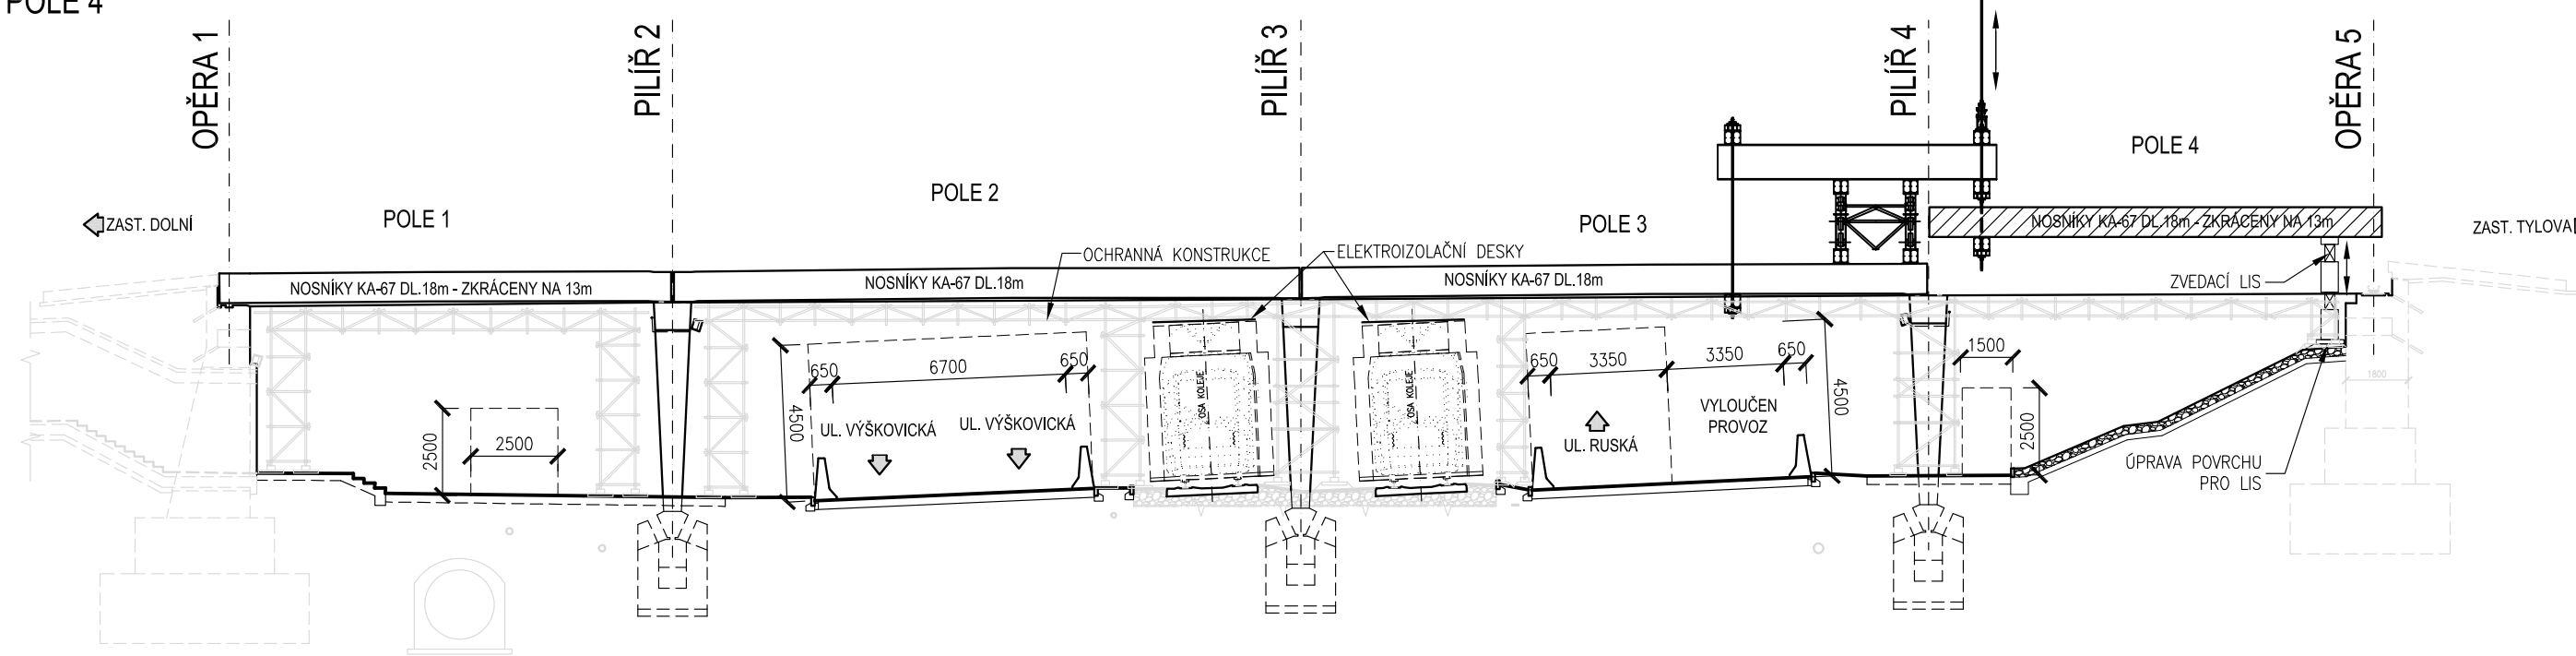 POLE 4
OPĚRA 1
PILÍŘ 2
PILÍŘ 3
PILÍŘ 4
OPĚRA 5
POLE 4
POLE 2
POLE 1
POLE 3
ZAST. DOLNÍ
NOSNÍKY KA-67 DL.18m - ZKRÁCENY NA 13m
ZAST. TYLOVA
OCHRANNÁ KONSTRUKCE
ELEKTROIZOLAČNÍ DESKY
NOSNÍKY KA-67 DL.18m - ZKRÁCENY NA 13m
NOSNÍKY KA-67 DL.18m
NOSNÍKY KA-67 DL.18m
ZVEDACÍ LIS
650
6700
650
4500
OSA KOLEJE
OSA KOLEJE
650
3350
3350
650
4500
1500
1800
UL. VÝŠKOVICKÁ
UL. VÝŠKOVICKÁ
VYLOUČEN
PROVOZ
UL. RUSKÁ
2500
2500
2500
ÚPRAVA POVRCHU
PRO LIS